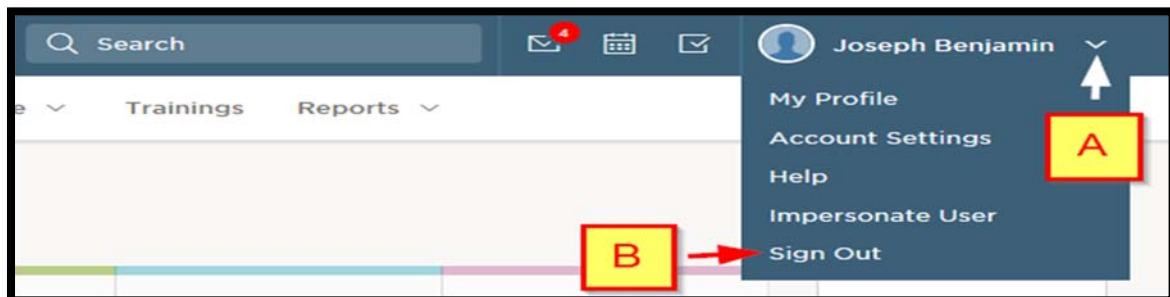 Search
4
Joseph Benjamin
e
Trainings
Reports
My Profile
Account Settings
Help
Impersonate User
Sign Out
A
B